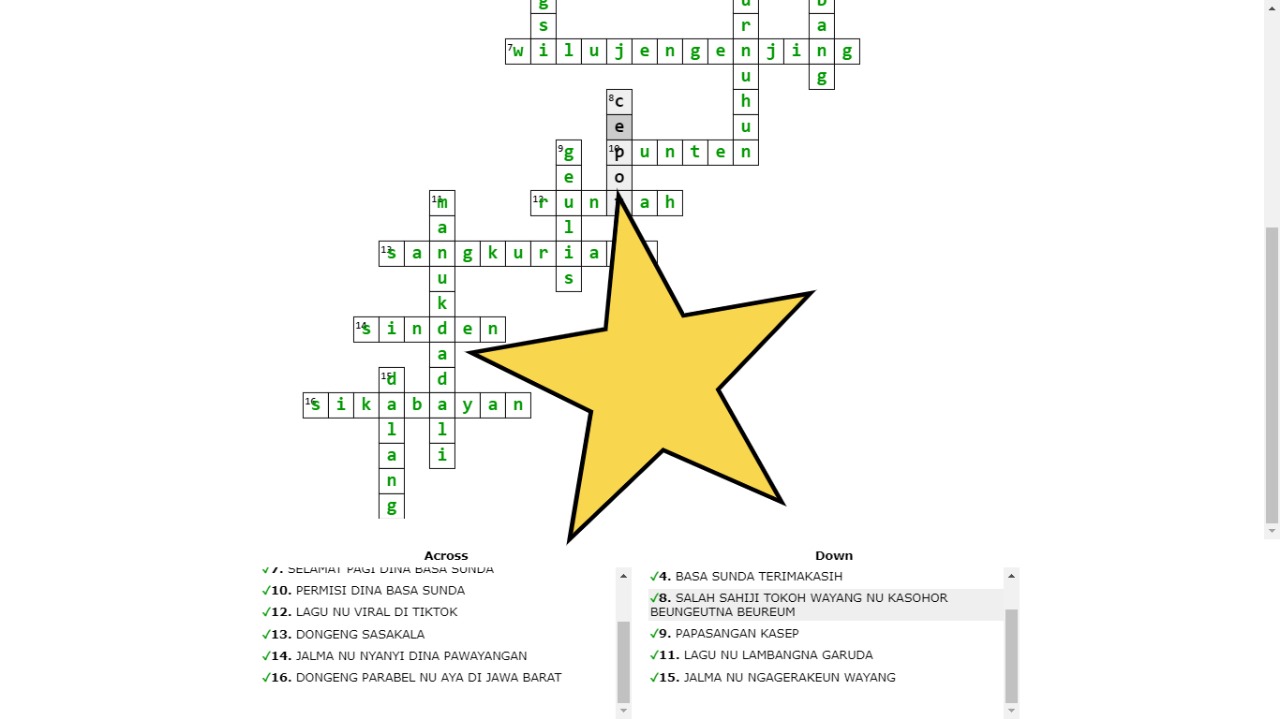 g u b
s r a
7 w i l u j e n g e n j i n g
u g
8 c h
e u
9 g 10 p u n t e n
e o
11 m 12 r u n a h
a l
13 s a n g k u r i a
u s
k
14 s i n d e n
a
15 d d
16 s i k a b a y a n
l l
a i
n
g
Across
✓7. SELAMAT PAGI DINA BASA SUNDA
✓10. PERMISI DINA BASA SUNDA
✓12. LAGU NU VIRAL DI TIKTOK
✓13. DONGENG SASAKALA
✓14. JALMA NU NYANYI DINA PAWAYANGAN
✓16. DONGENG PARABEL NU AYA DI JAWA BARAT
Down
✓4. BASA SUNDA TERIMAKASIH
✓8. SALAH SAHIJI TOKOH WAYANG NU KASOHOR
BEUNGEUTNA BEUREUM
✓9. PAPASANGAN KASEP
✓11. LAGU NU LAMBANGNA GARUDA
✓15. JALMA NU NGAGERAKEUN WAYANG